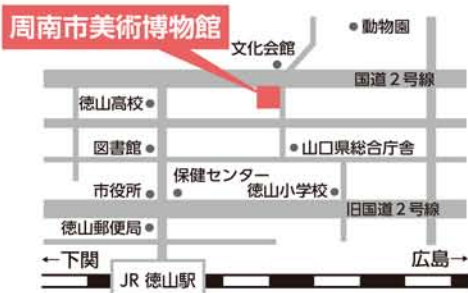 周南市美術博物館
動物園
文化会館
国道2号線
徳山高校
図書館
山口県総合庁舎
保健センター
市役所
徳山小学校
旧国道2号線
徳山郵便局
←下関
広島→
JR 徳山駅